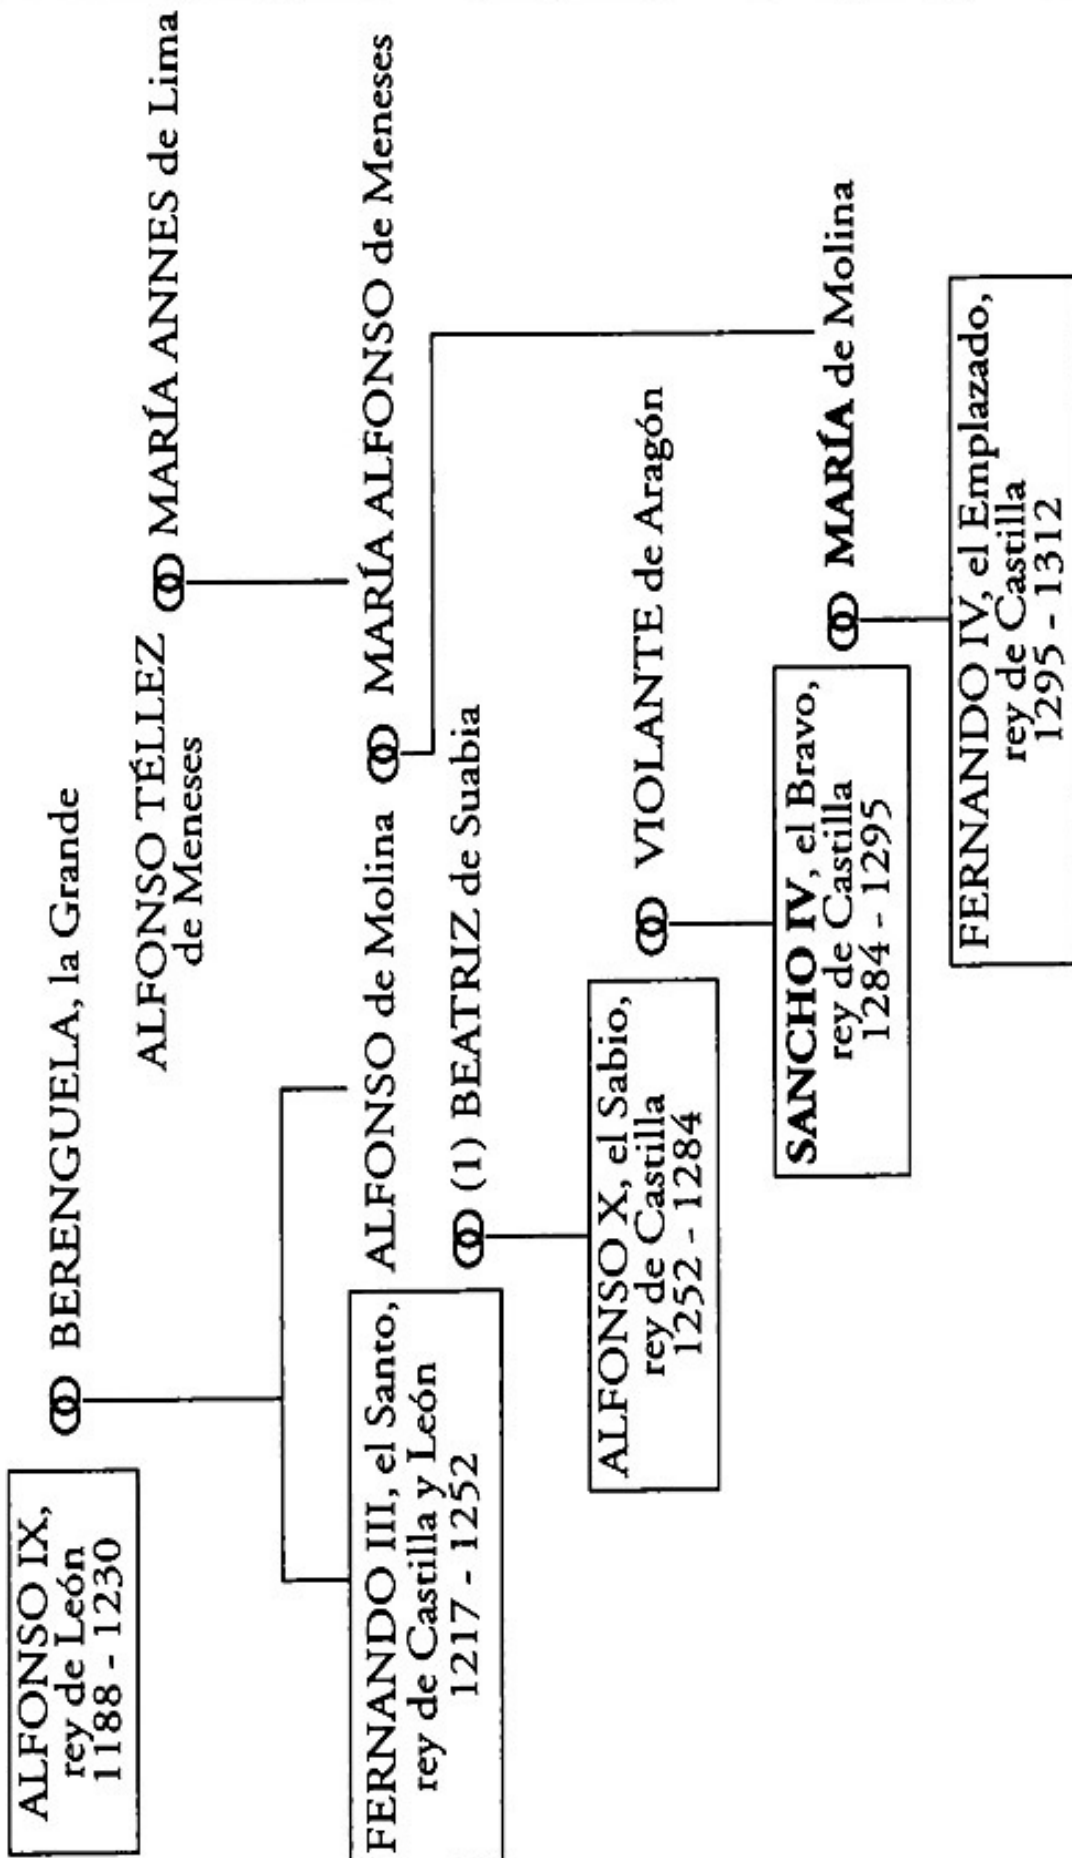 ALFONSO IX,
rey de León
1188 - 1230
BERENGUELA, la Grande
ALFONSO TÉLLEZ
de Meneses
MARÍA ANNES de Lima
FERNANDO III, el Santo,
rey de Castilla y León
1217 - 1252
ALFONSO de Molina
MARÍA ALFONSO de Meneses
(1) BEATRIZ de Suabia
ALFONSO X, el Sabio,
rey de Castilla
1252 - 1284
VIOLANTE de Aragón
SANCHO IV, el Bravo,
rey de Castilla
1284 - 1295
MARÍA de Molina
FERNANDO IV, el Emplazado,
rey de Castilla
1295 - 1312